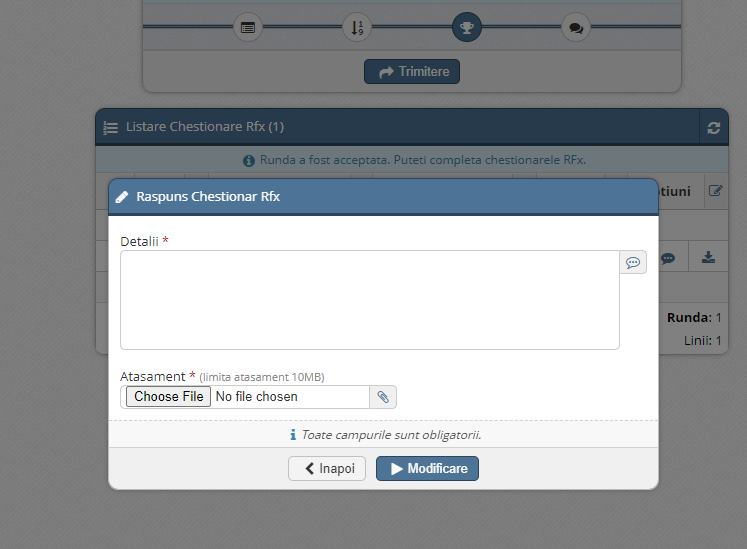 Trimitere
Listare Chestionare Rfx (1)
Runda a fost acceptata. Puteti completa chestionarele RFx.
tiuni
Raspuns Chestionar Rfx
Detalii *
Runda: 1
Linii: 1
Atasament * (limita atasament 10MB)
Choose File No file chosen
Toate campurile sunt obligatorii.
Inapoi Modificare